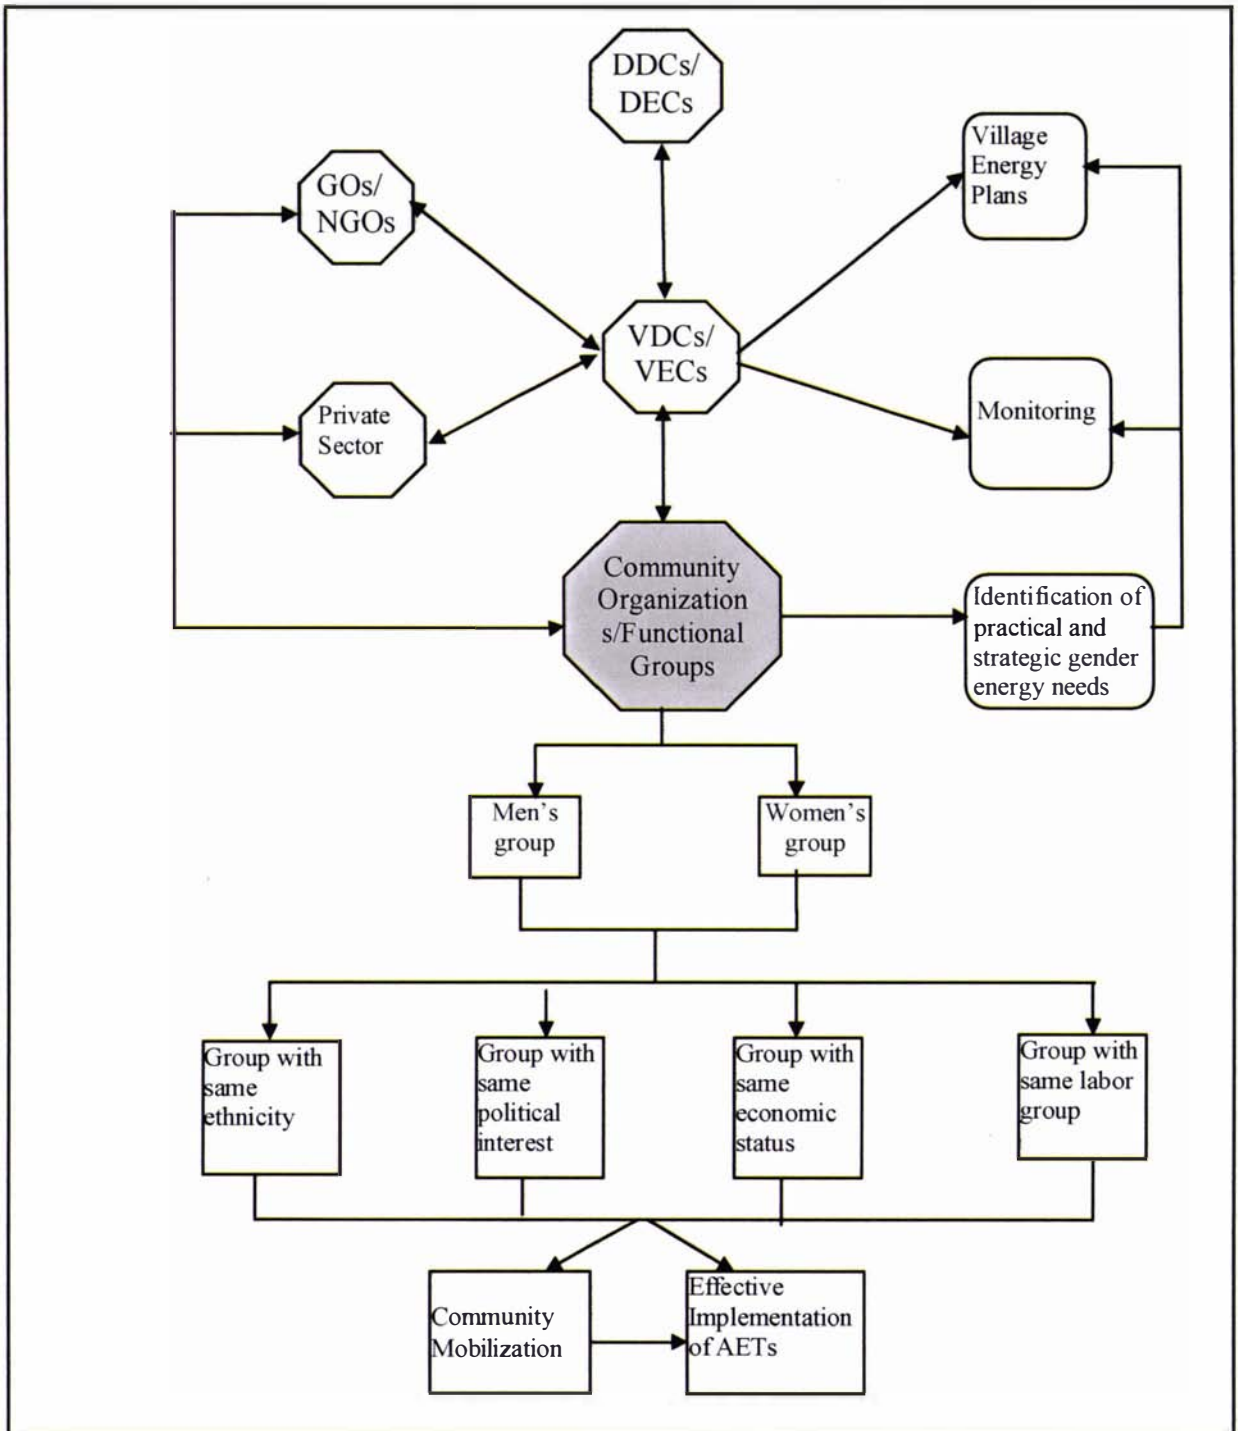 DDCs/
DECs
GOs/
NGOs
Village
Energy
Plans
VDCs/
VECs
Private
Sector
Monitoring
Community
Organization
s/Functional
Groups
Identification of
practical and
strategic gender
energy needs
Men's
group
Women's
group
Group with
same
ethnicity
Group with
same
political
interest
Group with
same
economic
status
Group with
same labor
group
Community
Mobilization
Effective
Implementation
of AETs